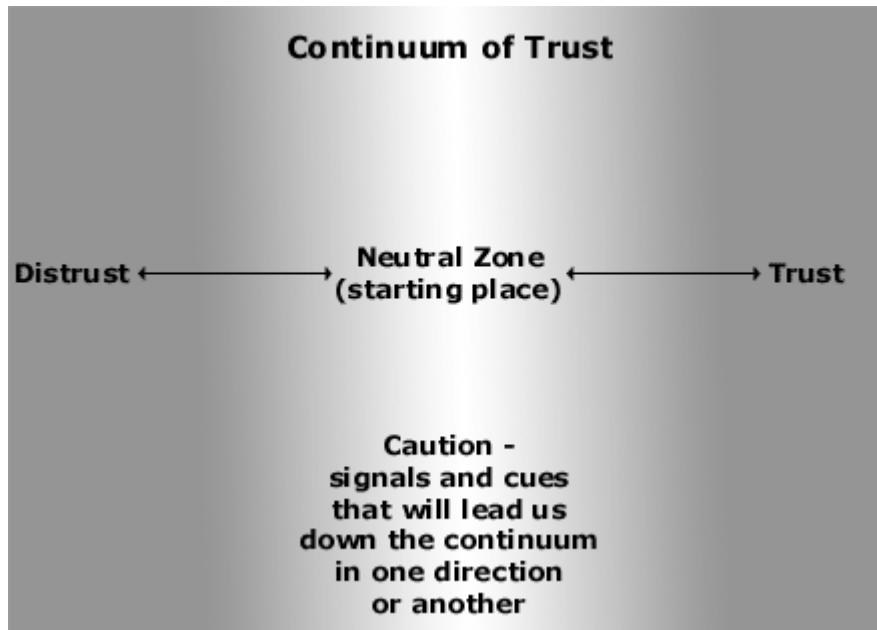 Continuum of Trust
Distrust
Neutral Zone
(starting place)
Trust
Caution -
signals and cues
that will lead us
down the continuum
in one direction
or another